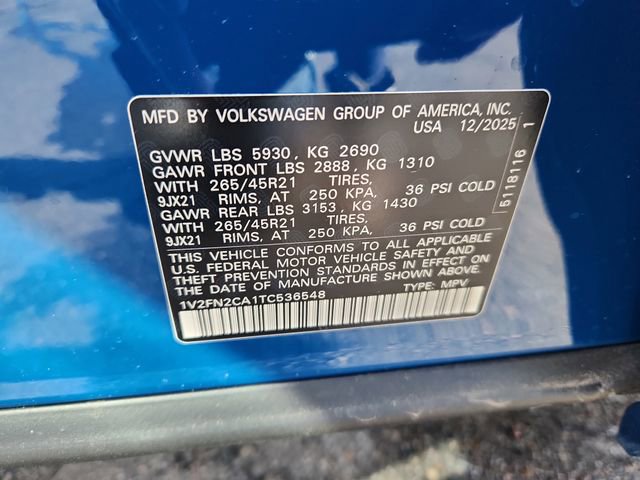 MFD BY VOLKSWAGEN GROUP OF AMERICA, INC.
USA 12/2025
GVWR LBS 5930, KG 2690
GAWR FRONT LBS 2888, KG 1310
WITH 265/45R21 TIRES,
9JX21 RIMS, AT 250 KPA, 36 PSI COLD
GAWR REAR LBS 3153, KG 1430
WITH 265/45R21 TIRES,
9JX21 RIMS, AT 250 KPA, 36 PSI COLD
THIS VEHICLE CONFORMS TO ALL APPLICABLE
U.S. FEDERAL MOTOR VEHICLE SAFETY AND
THEFT PREVENTION STANDARDS IN EFFECT ON
THE DATE OF MANUFACTURE SHOWN ABOVE.
1V2FN2CA1TC536548 TYPE: MPV
5118116 1